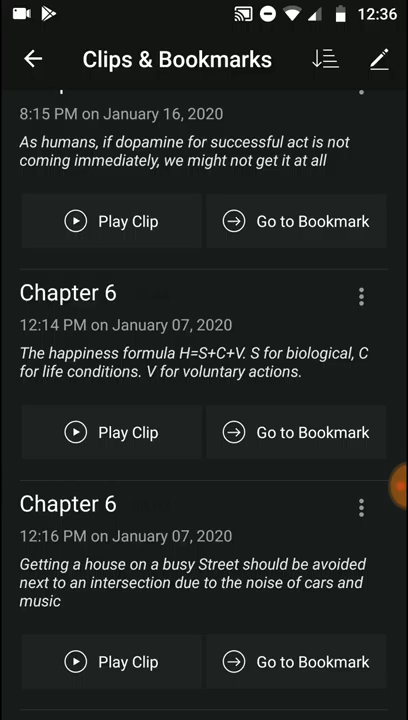 12:36
Clips & Bookmarks
8:15 PM on January 16, 2020
As humans, if dopamine for successful act is not
coming immediately, we might not get it at all
Play Clip
Go to Bookmark
Chapter 6
12:14 PM on January 07, 2020
The happiness formula H=S+C+V. S for biological, C
for life conditions. V for voluntary actions.
Play Clip
Go to Bookmark
Chapter 6
12:16 PM on January 07, 2020
Getting a house on a busy Street should be avoided
next to an intersection due to the noise of cars and
music
Play Clip
Go to Bookmark